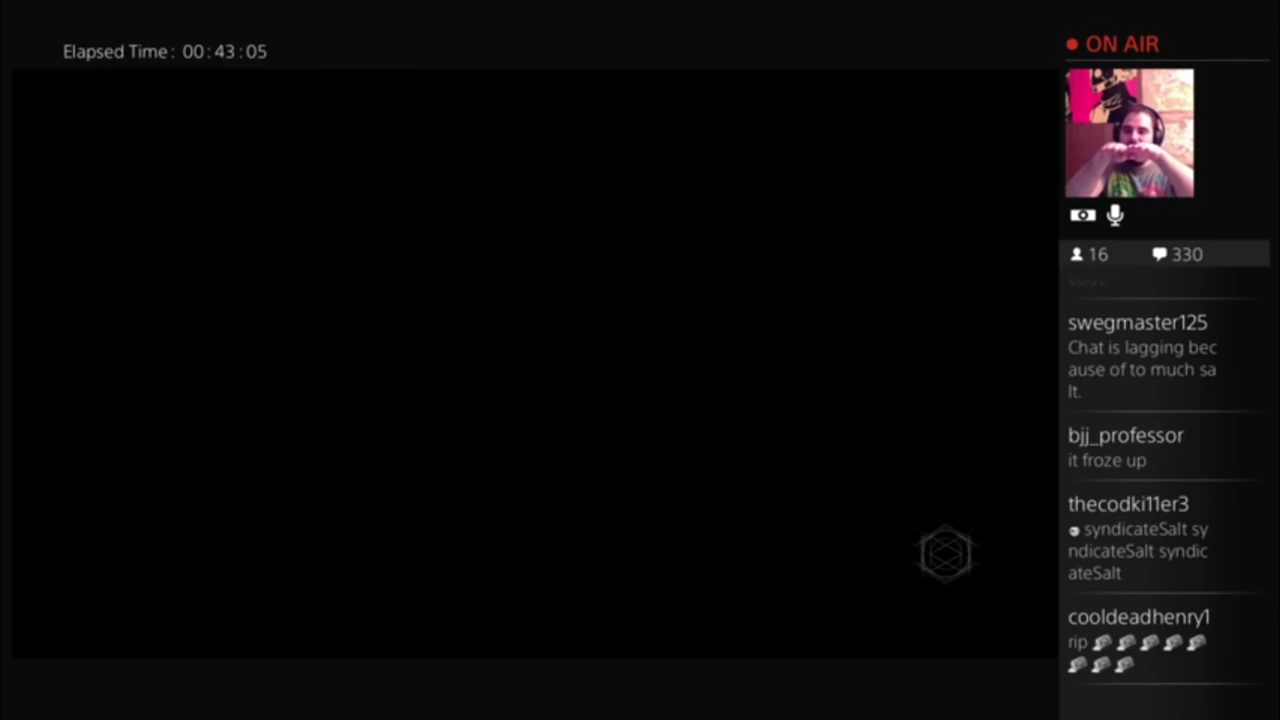 Elapsed Time: 00:43:05
ON AIR
16 330
swegmaster125
Chat is lagging bec
ause of to much sa
lt.
bjj_professor
it froze up
thecodki11er3
syndicateSalt sy
ndicateSalt syndic
ateSalt
cooldeadhenry1
rip